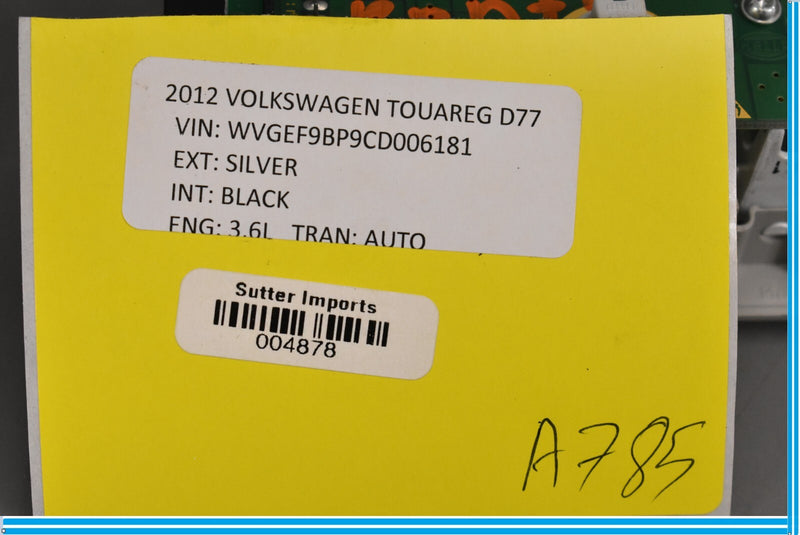 2012 VOLKSWAGEN TOUAREG D77
VIN: WVGEF9BP9CD006181
EXT: SILVER
INT: BLACK
ENG: 3.6L TRAN: AUTO
Sutter Imports
004878
A785